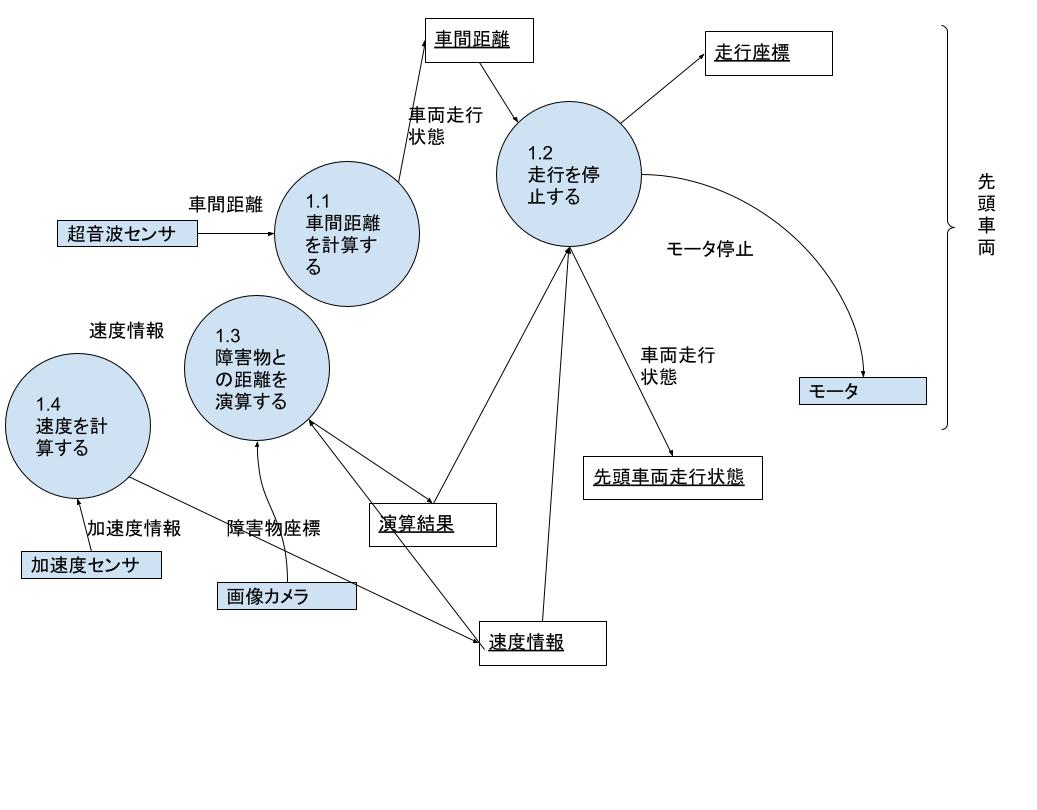 車間距離
走行座標
車両走行
状態
1.2
走行を停
止する
先
頭
車
両
1.1
車間距離
を計算す
る
車間距離
超音波センサ
モータ停止
速度情報
1.3
障害物と
の距離を
演算する
車両走行
状態
モータ
1.4
速度を計
算する
先頭車両走行状態
加速度情報
障害物座標
演算結果
加速度センサ
画像カメラ
速度情報